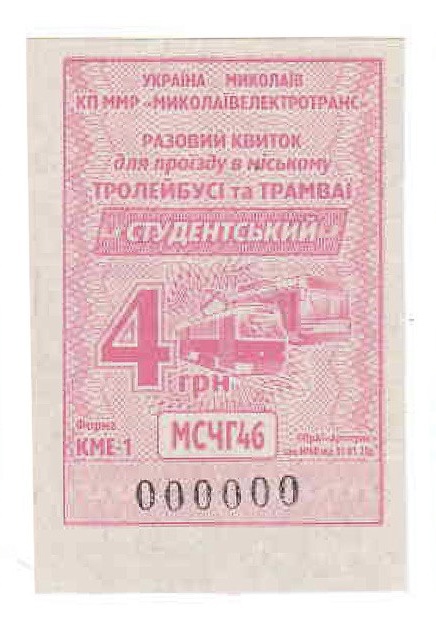 УКРАЇНА МИКОЛАЇВ
КП ММР «МИКОЛАЇВЕЛЕКТРОТРАНС»
РАЗОВИЙ КВИТОК
для проїзду в міському
ТРОЛЕЙБУСІ та ТРАМВАЇ
«СТУДЕНТСЬКИЙ»
4
грн
Форма
КМЕ-1
МСЧГ46
000000